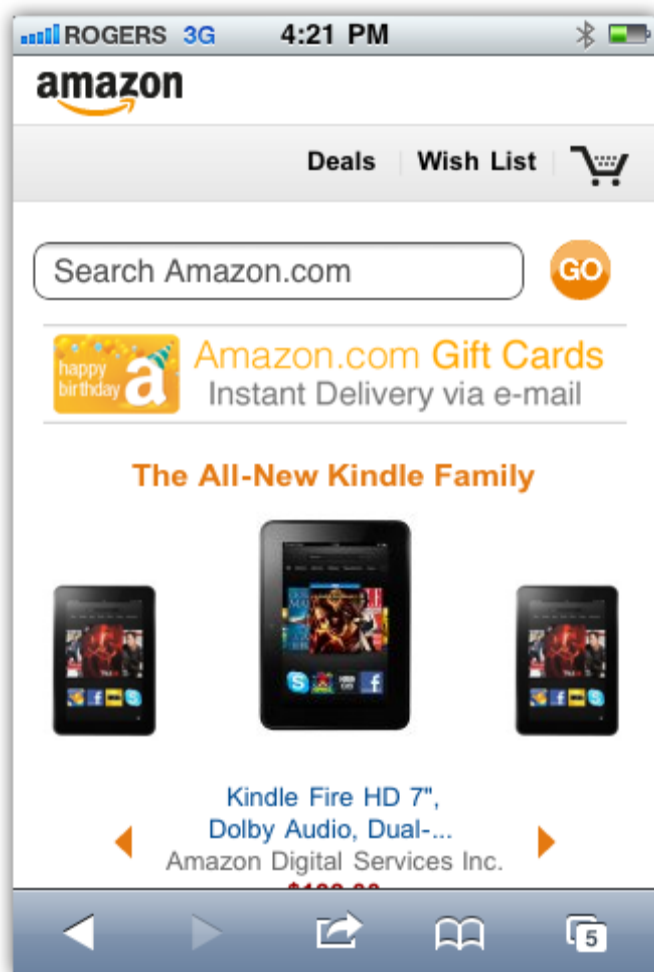 ROGERS 3G 4:21 PM
amazon
Deals Wish List
Search Amazon.com GO
happy
birthday a
Amazon.com Gift Cards
Instant Delivery via e-mail
The All-New Kindle Family
Kindle Fire HD 7",
Dolby Audio, Dual-...
Amazon Digital Services Inc.
5